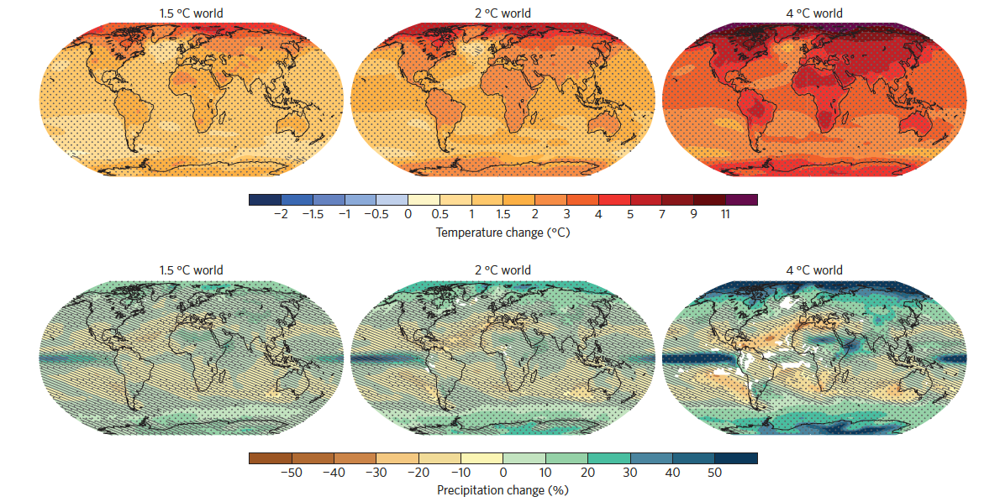 1.5 °C world 2 °C world 4 °C world
−2 −1.5 −1 −0.5 0 0.5 1 1.5 2 3 4 5 7 9 11
Temperature change (°C)
1.5 °C world 2 °C world 4 °C world
−50 −40 −30 −20 −10 0 10 20 30 40 50
Precipitation change (%)